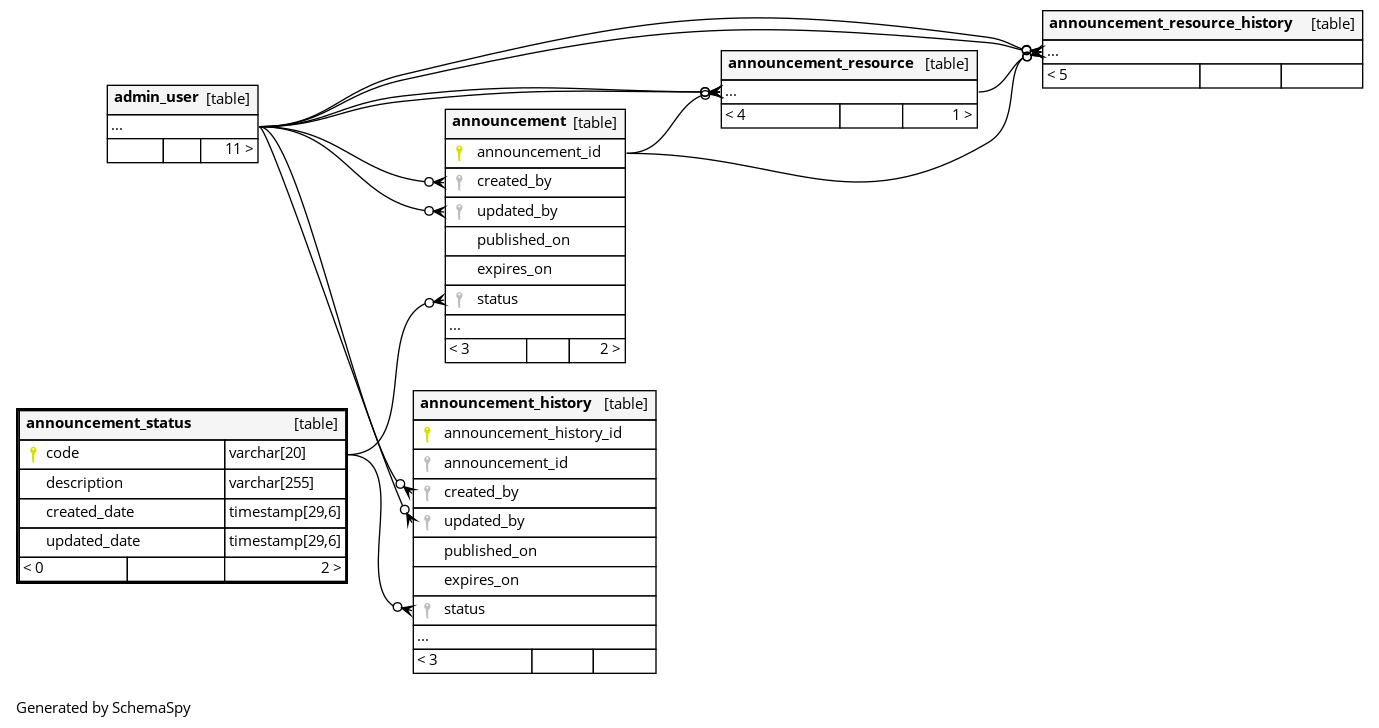 announcement_resource_history [table]
...
< 5
announcement_resource [table]
...
< 4 1 >
admin_user [table]
...
11 >
announcement [table]
announcement_id
created_by
updated_by
published_on
expires_on
status
...
< 3 2 >
announcement_status [table]
code varchar[20]
description varchar[255]
created_date timestamp[29,6]
updated_date timestamp[29,6]
< 0 2 >
announcement_history [table]
announcement_history_id
announcement_id
created_by
updated_by
published_on
expires_on
status
...
< 3
Generated by SchemaSpy